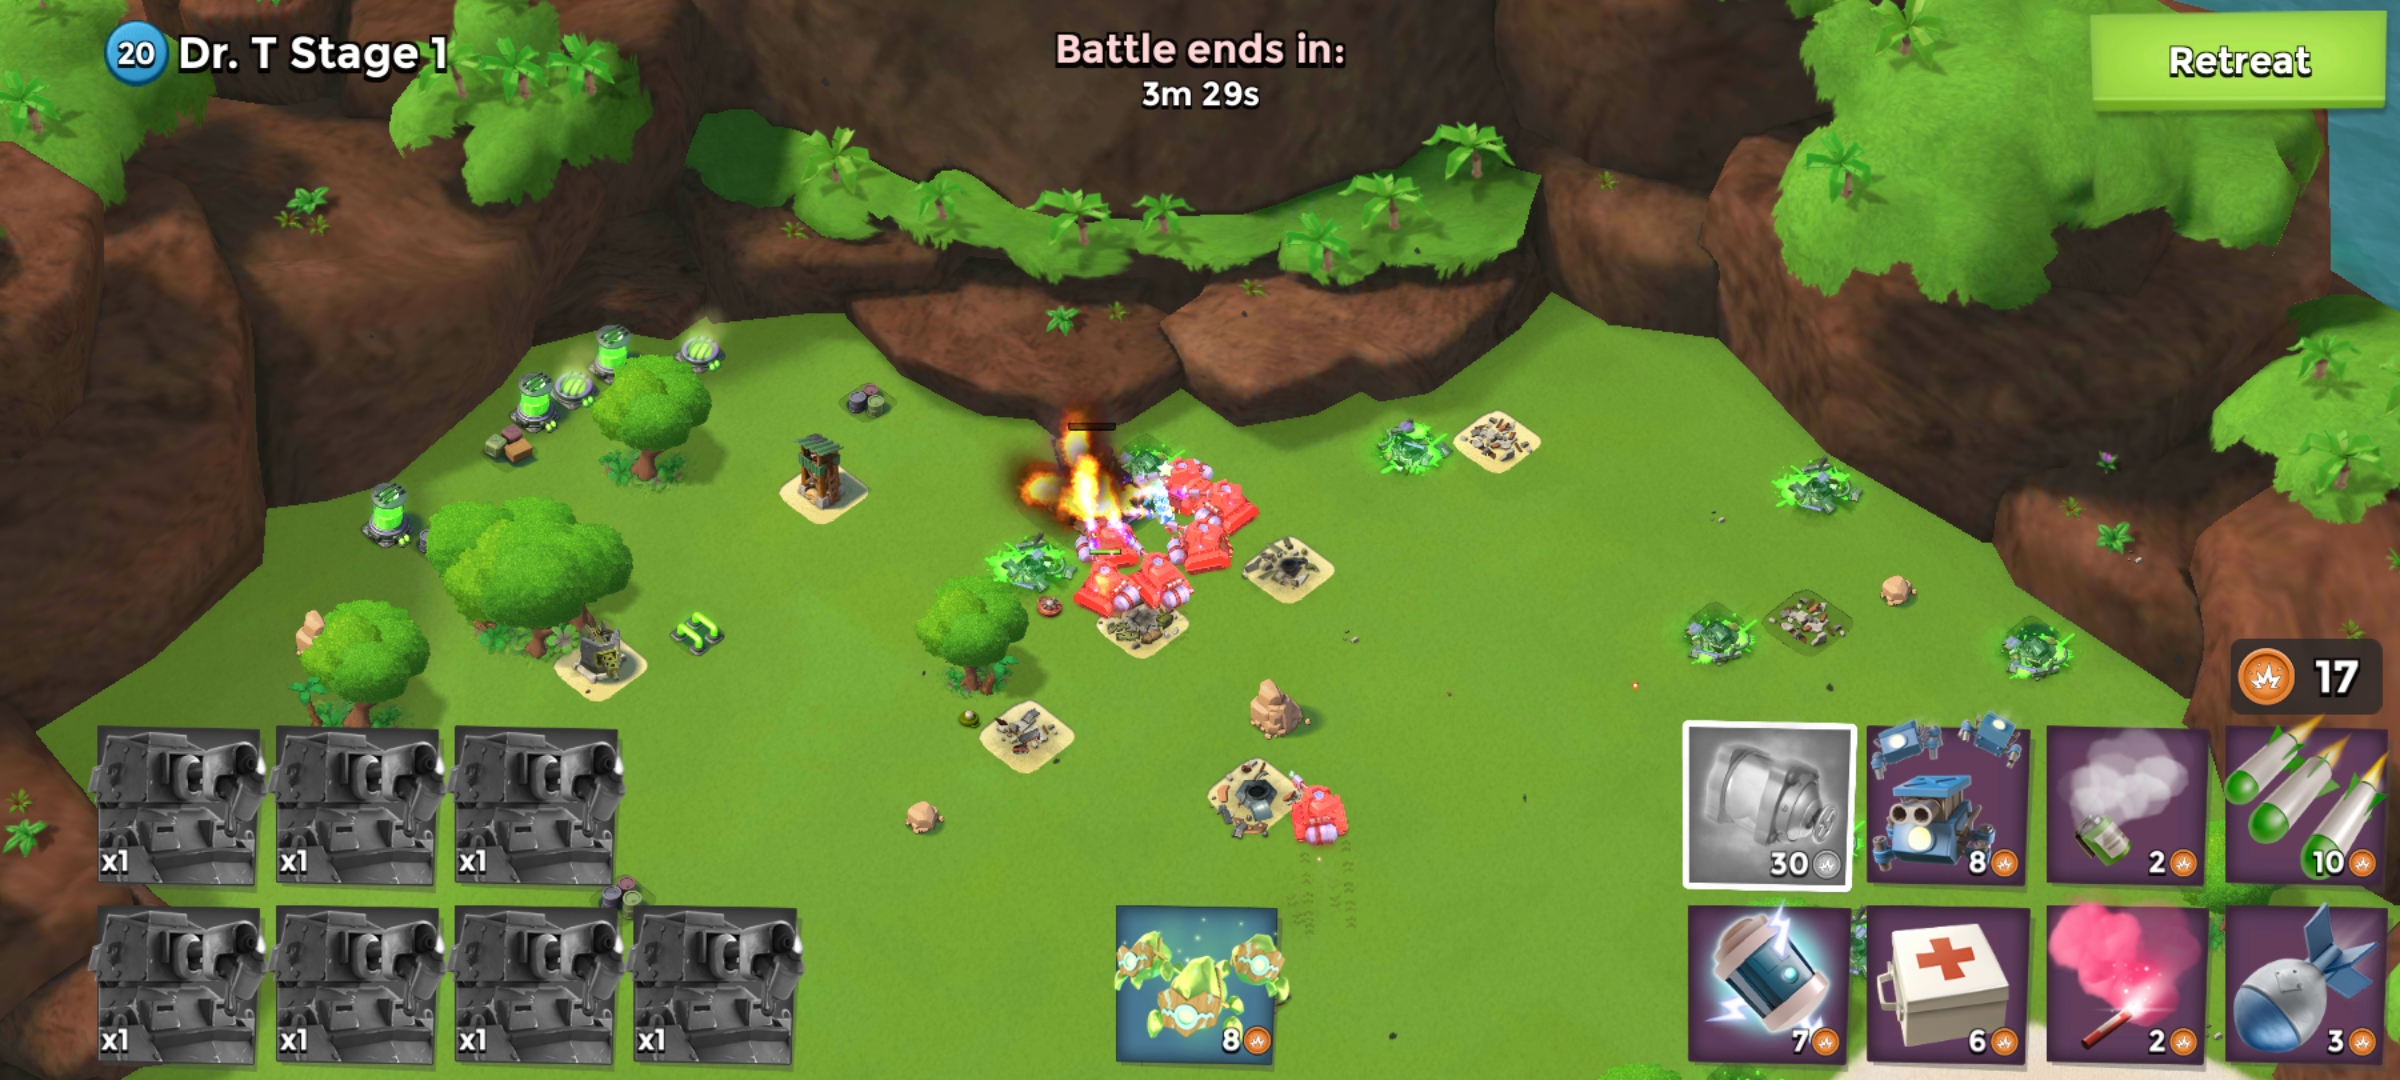 20 Dr. T Stage 1
Battle ends in:
3m 29s
Retreat
17
x1 x1 x1
30 8 2 10
x1 x1 x1 x1
8
7 6 2 3